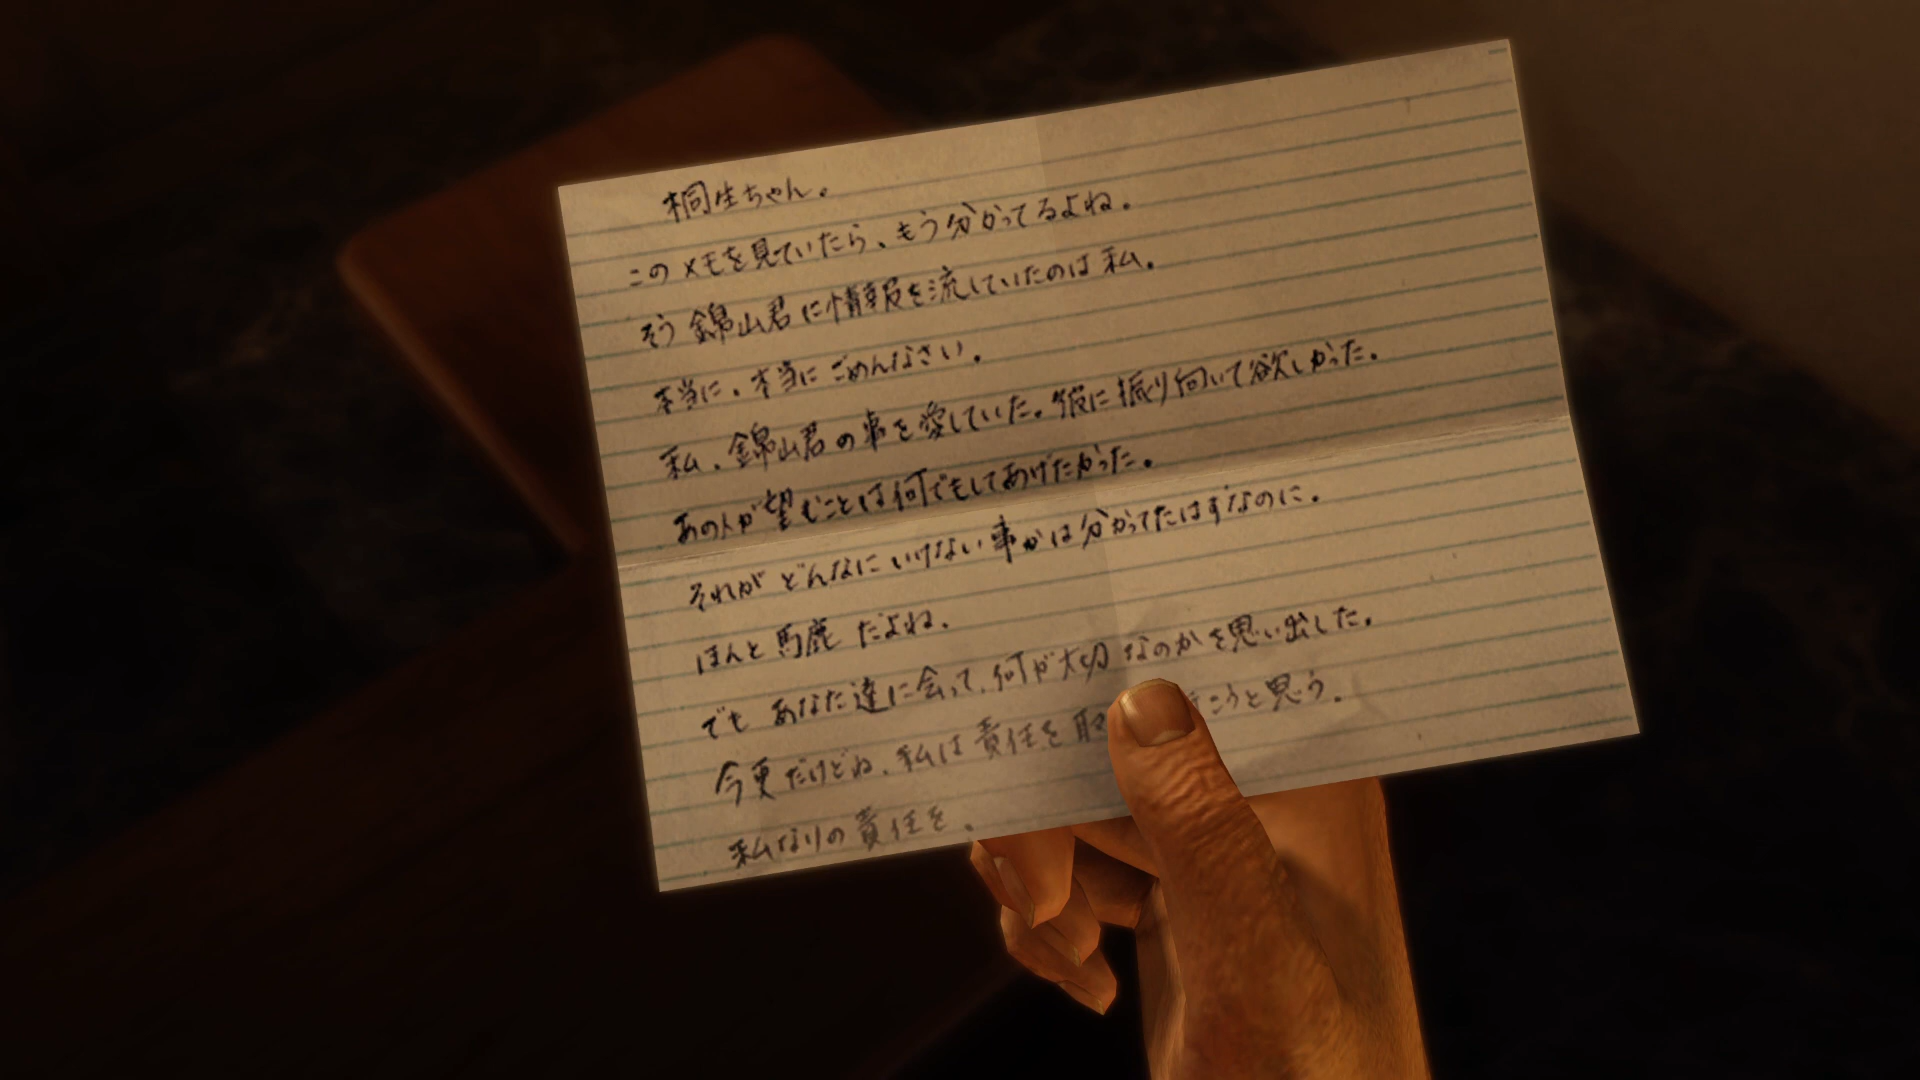 桐生ちゃん。
このメモを見ていたら、もう分かってるよね。
そう錦山君に情報を流していたのは私。
本当に、本当にごめんなさい。
私、錦山君の事を愛していた。彼に振り向いて欲しかった。
あの人が望むことは何でもしてあげたかった。
それがどんなにいけない事かは分かってたはずなのに。
ほんと馬鹿だよね、
でもあなた達に会って、何が大切なのかを思い出した。
今更だけどね、私は責任を取 こうと思う。
私なりの責任を。